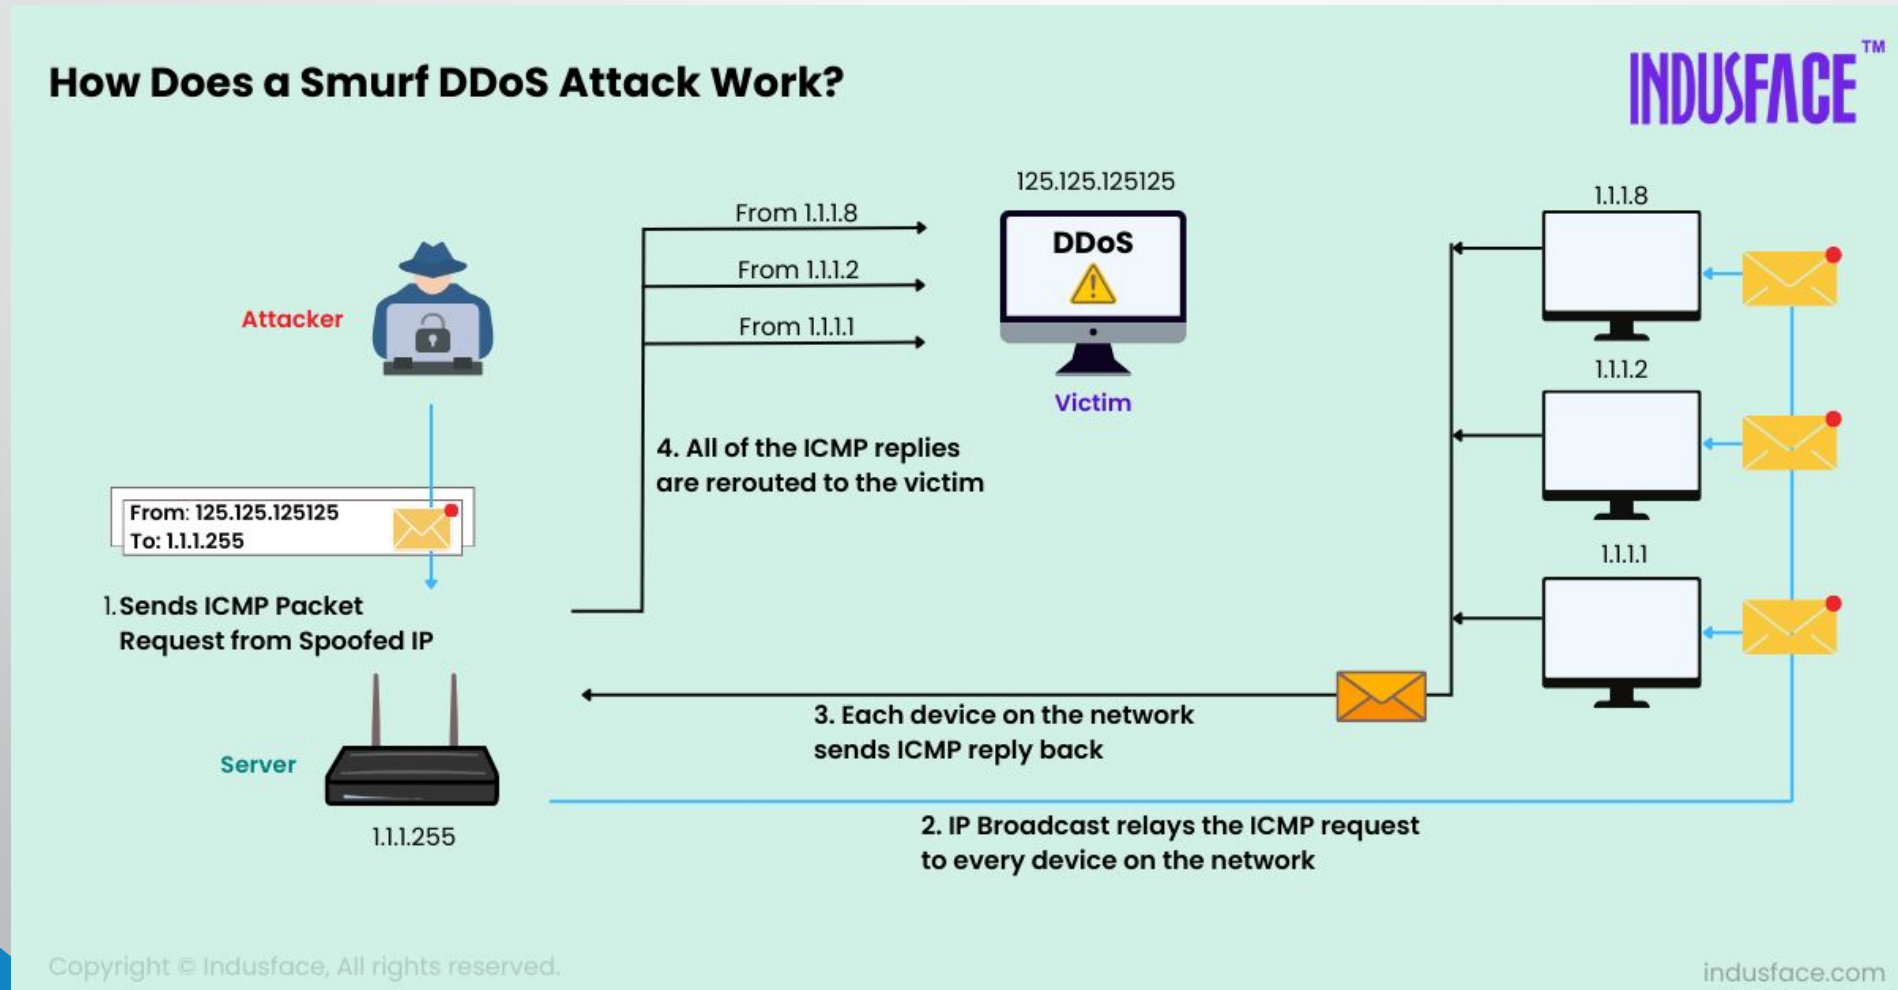 How Does a Smurf DDoS Attack Work?
INDUSFACE™
125.125.125125
From 1.1.1.8
From 1.1.1.2
From 1.1.1.1
DDoS
Victim
Attacker
From: 125.125.125125
To: 1.1.1.255
1. Sends ICMP Packet
Request from Spoofed IP
Server
1.1.1.255
4. All of the ICMP replies
are rerouted to the victim
1.1.1.8
1.1.1.2
1.1.1.1
3. Each device on the network
sends ICMP reply back
2. IP Broadcast relays the ICMP request
to every device on the network
Copyright © Indusface, All rights reserved.
indusface.com